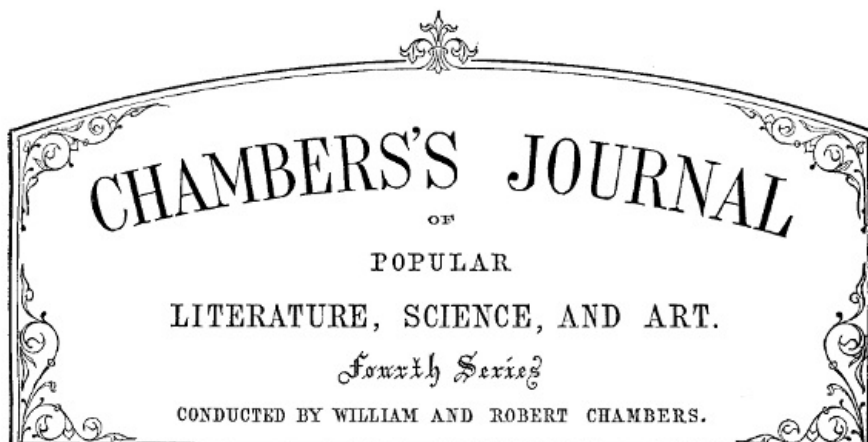 CHAMBERS'S JOURNAL
OF
POPULAR
LITERATURE, SCIENCE, AND ART.
Fourth Series
CONDUCTED BY WILLIAM AND ROBERT CHAMBERS.